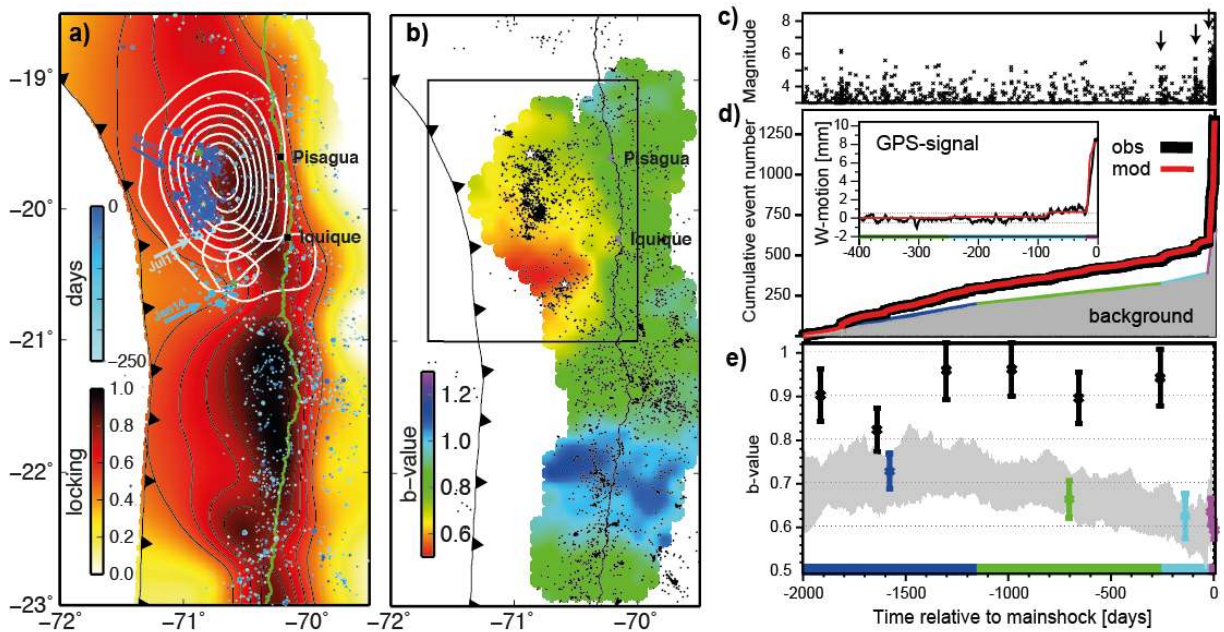 a)
b)
c)
d)
e)
−19
−20
−21
−22
−23
−72
−71
−70
−72
−71
−70
Pisagua
Iquique
Jul13
Jan14
days
0
−250
locking
1.0
0.8
0.6
0.4
0.2
0.0
Pisagua
Iquique
b−value
1.2
1.0
0.8
0.6
Magnitude
8
6
4
Cumulative event number
1250
1000
750
500
250
GPS-signal
W-motion [mm]
10
8
6
4
2
0
−2
−400
−300
−200
−100
0
obs
mod
background
b-value
1
0.9
0.8
0.7
0.6
0.5
-2000
-1500
-1000
-500
0
Time relative to mainshock [days]